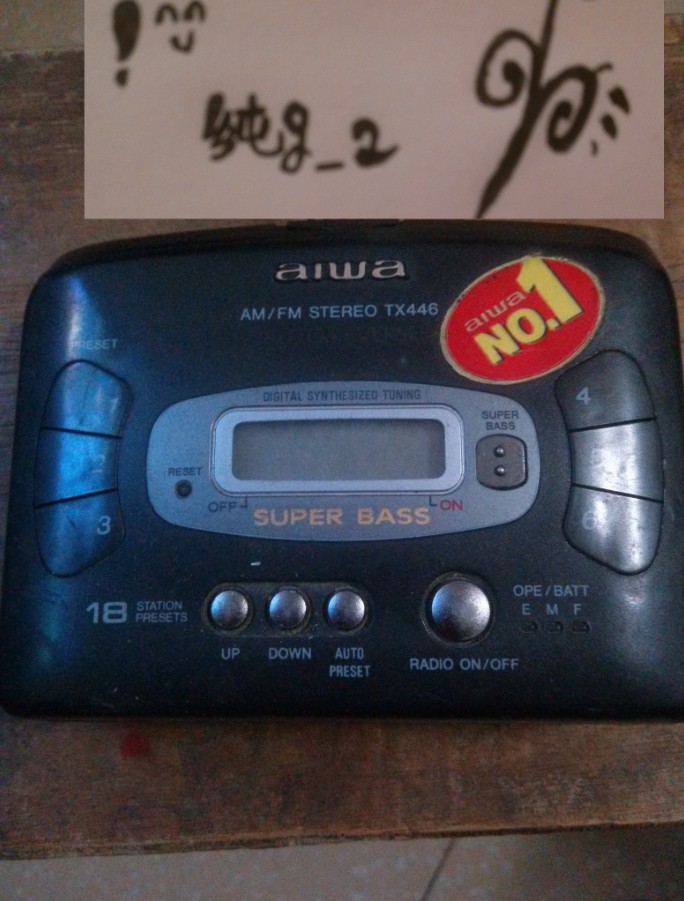 !
纯g_2
aiwa
AM/FM STEREO TX446
aiwa
NO.1
PRESET
4
DIGITAL SYNTHESIZED TUNING
SUPER
BASS
2
RESET
OFF
ON
SUPER BASS
3
6
18 STATION
PRESETS
OPE/BATT
E M F
UP
DOWN
AUTO
PRESET
RADIO ON/OFF